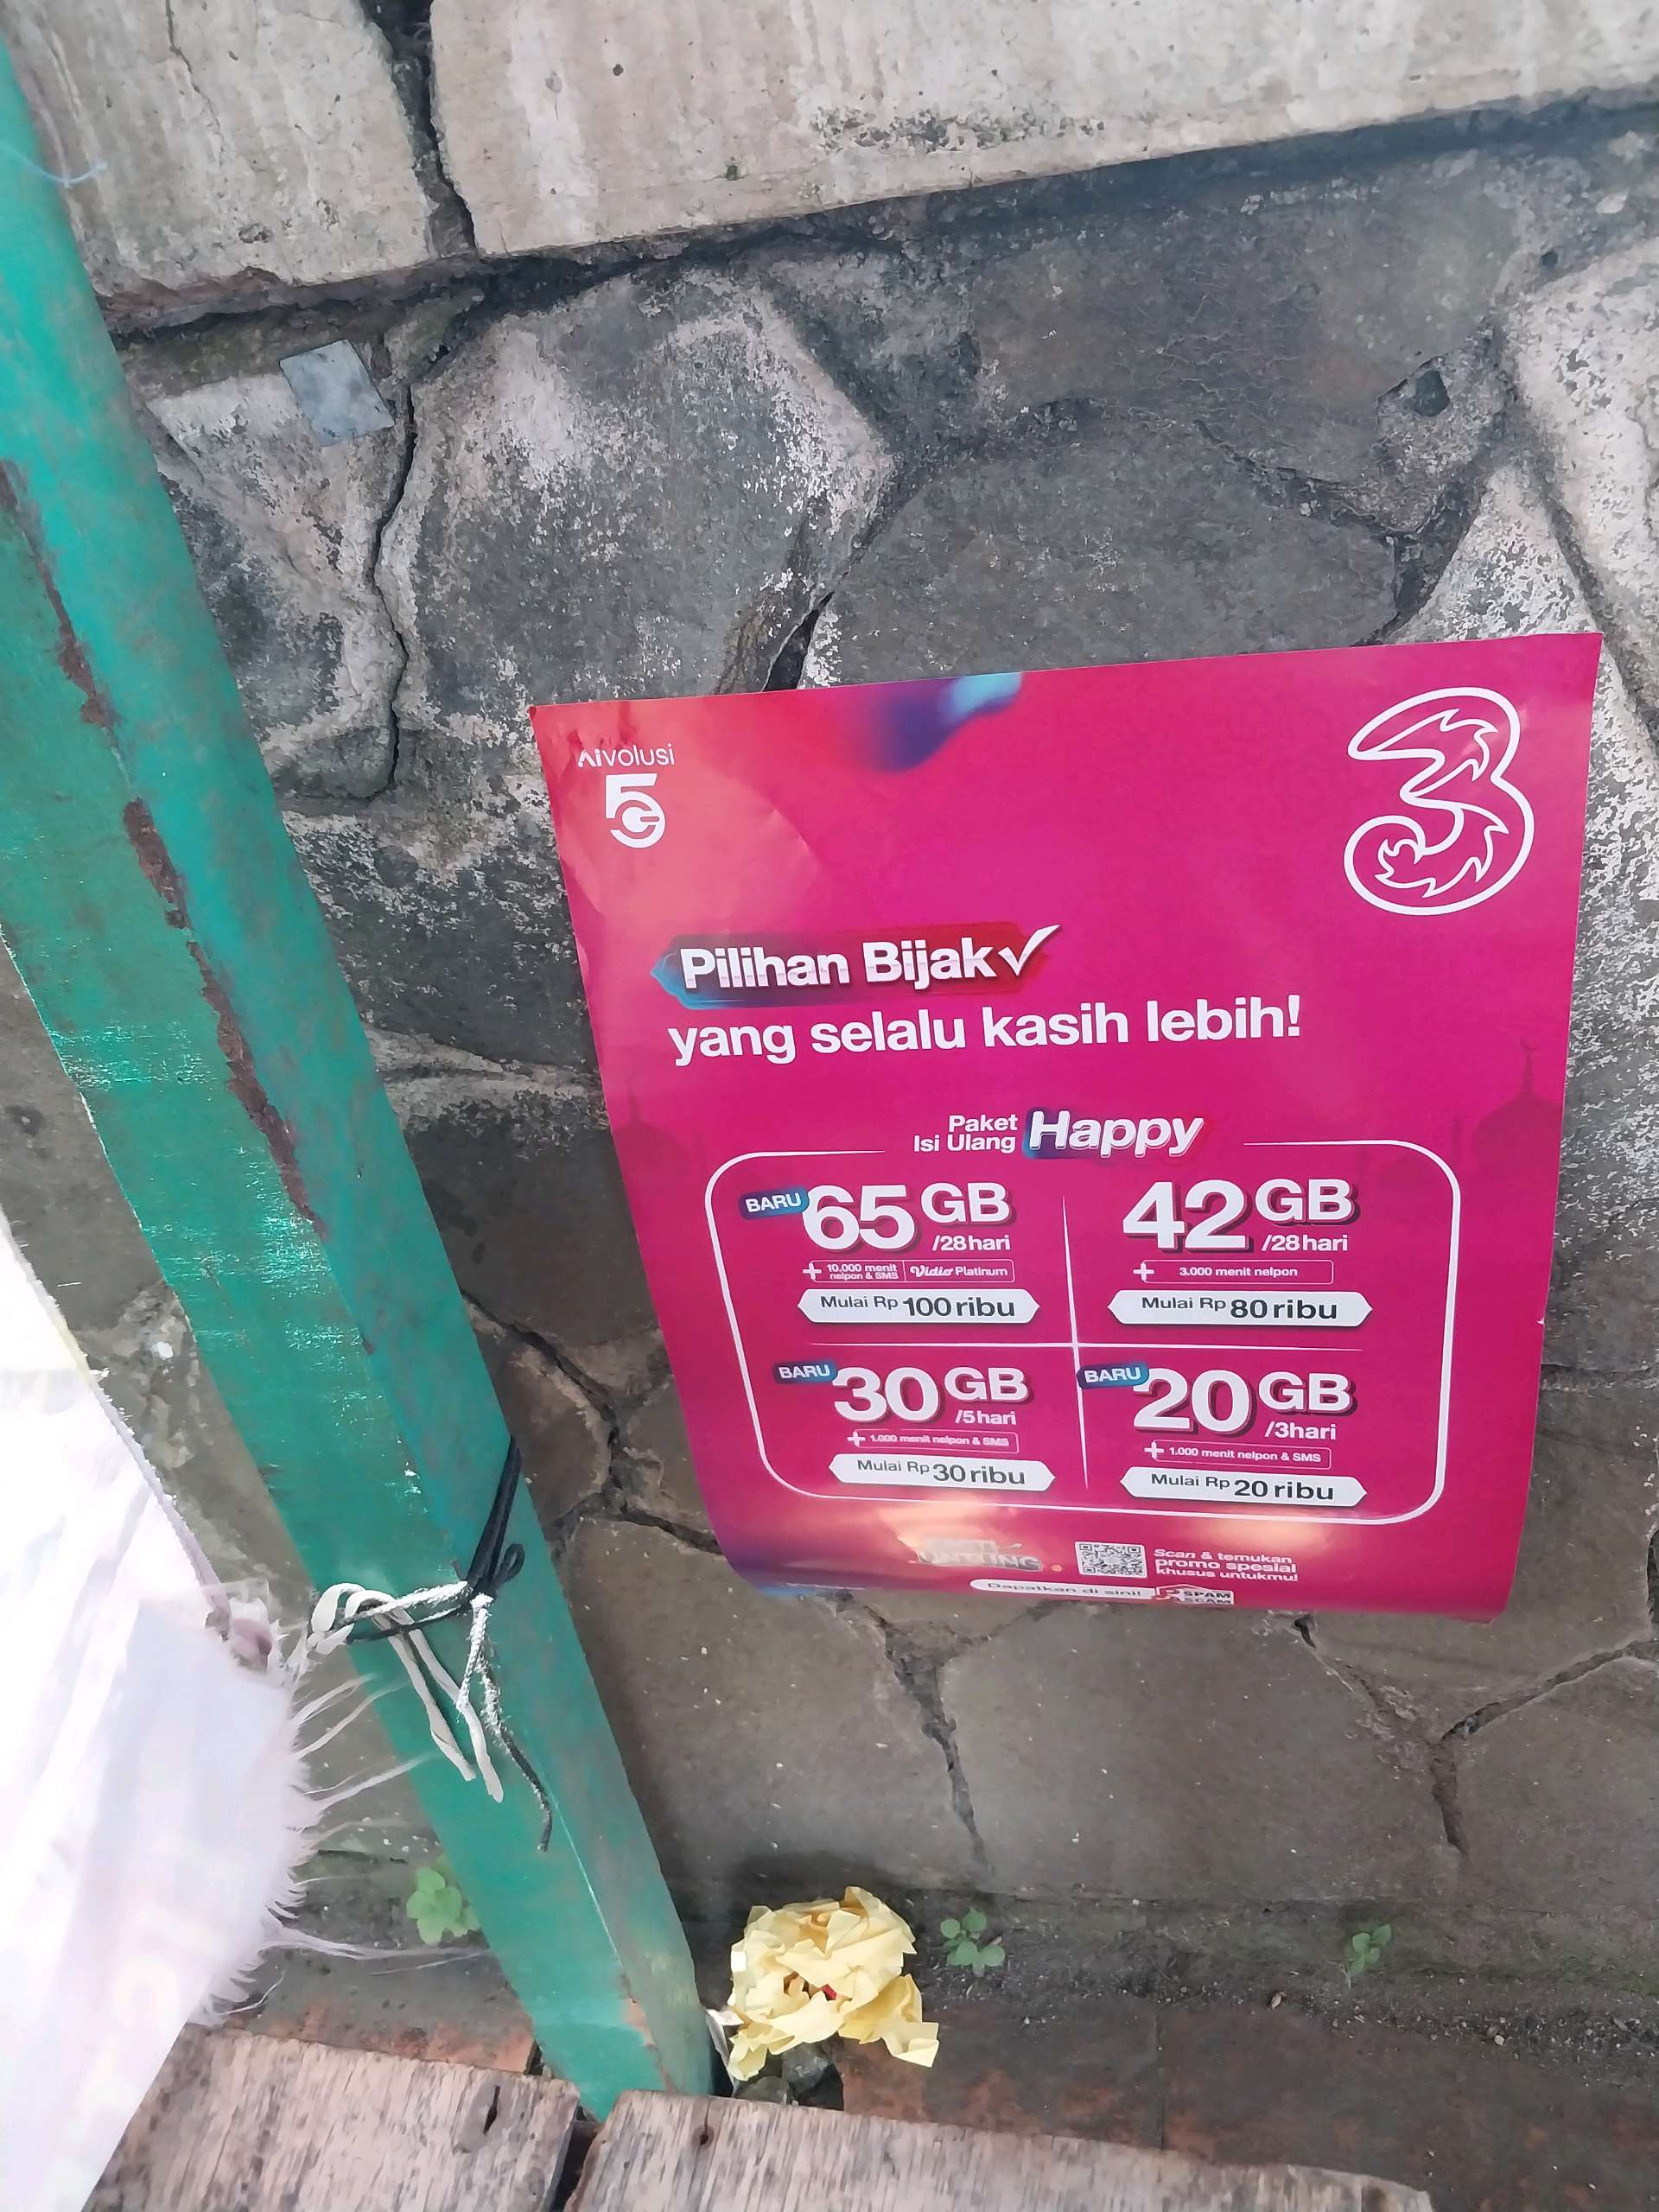 Aivolusi
5G
3
Pilihan Bijak
yang selalu kasih lebih!
Paket
Isi Ulang
Happy
BARU
65 GB
/28hari
+ 10.000 menit
nelpon & SMS
Vidio Platinum
Mulai Rp 100 ribu
42 GB
/28hari
+ 3.000 menit nelpon
Mulai Rp 80 ribu
BARU
30 GB
/5hari
+ 1.000 menit nelpon & SMS
Mulai Rp 30 ribu
BARU
20 GB
/3hari
+ 1.000 menit nelpon & SMS
Mulai Rp 20 ribu
Scan & temukan
promo spesial
khusus untukmu!
Dapatkan di sini!
SPAM
SCAM